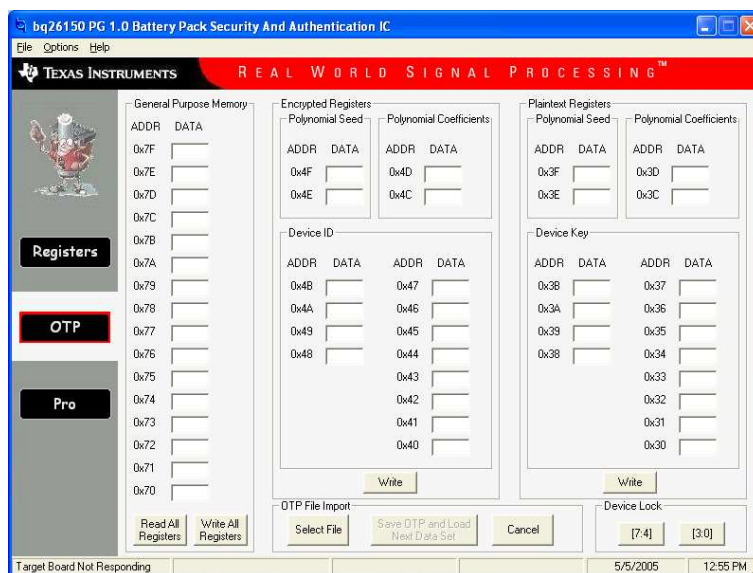 bq26150 PG 1.0 Battery Pack Security And Authentication IC
File Options Help
TEXAS INSTRUMENTS
REAL WORLD SIGNAL PROCESSING™
Registers
OTP
Pro
General Purpose Memory
ADDR DATA
0x7F
0x7E
0x7D
0x7C
0x7B
0x7A
0x79
0x78
0x77
0x76
0x75
0x74
0x73
0x72
0x71
0x70
Read All Registers
Write All Registers
Encrypted Registers
Polynomial Seed
ADDR DATA
0x4F
0x4E
Polynomial Coefficients
ADDR DATA
0x4D
0x4C
Device ID
ADDR DATA ADDR DATA
0x4B 0x47
0x4A 0x46
0x49 0x45
0x48 0x44
0x43
0x42
0x41
0x40
Write
Plaintext Registers
Polynomial Seed
ADDR DATA
0x3F
0x3E
Polynomial Coefficients
ADDR DATA
0x3D
0x3C
Device Key
ADDR DATA ADDR DATA
0x3B 0x37
0x3A 0x36
0x39 0x35
0x38 0x34
0x33
0x32
0x31
0x30
Write
OTP File Import
Select File
Save OTP and Load Next Data Set
Cancel
Device Lock
[7:4]
[3:0]
Target Board Not Responding
5/5/2005
12:55 PM